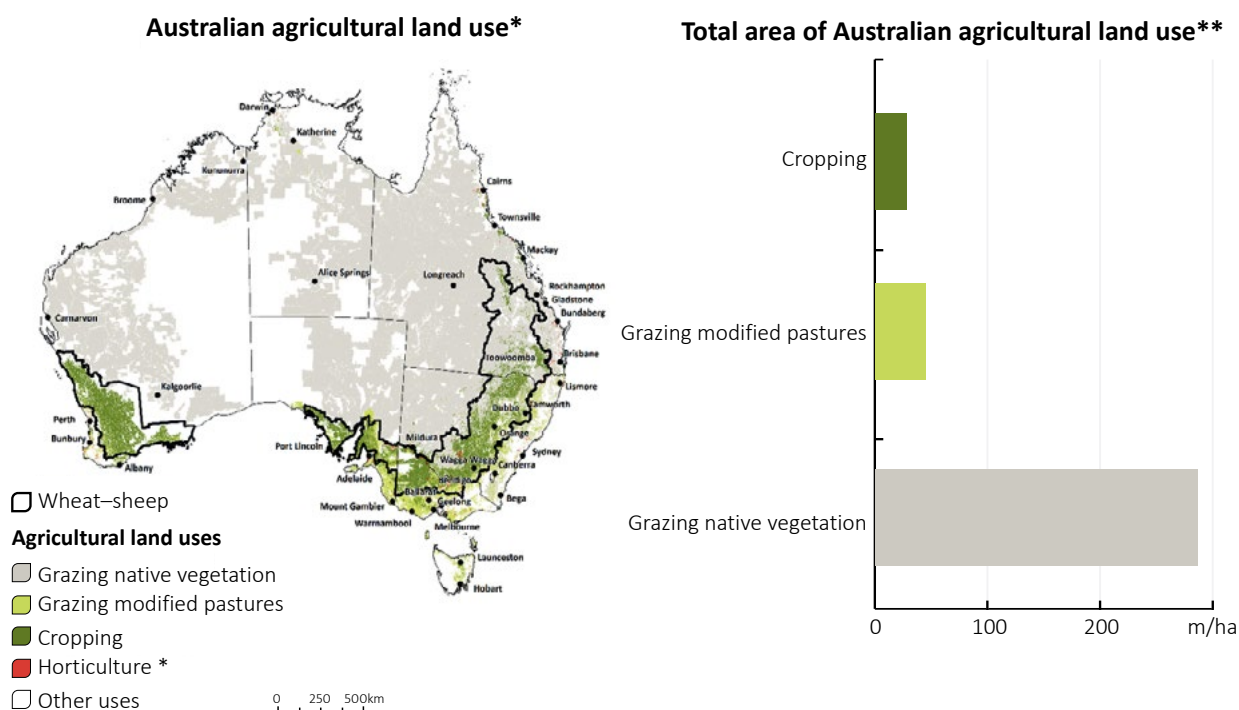 Australian agricultural land use*
Darwin
Katherine
Kununurra
Broome
Cairns
Townsville
Mackay
Alice Springs
Longreach
Rockhampton
Gladstone
Bundaberg
Carnarvon
Toowoomba
Brisbane
Lismore
Kalgoorlie
Tamworth
Dubbo
Perth
Orange
Bunbury
Port Lincoln
Mildura
Sydney
Wagga Wagga
Canberra
Albany
Adelaide
Bendigo
Ballarat
Bega
Mount Gambier
Geelong
Warrnambool
Melbourne
Launceston
Hobart
Wheat–sheep
Agricultural land uses
Grazing native vegetation
Grazing modified pastures
Cropping
Horticulture *
Other uses
0 250 500km
Total area of Australian agricultural land use**
Cropping
Grazing modified pastures
Grazing native vegetation
0 100 200 m/ha